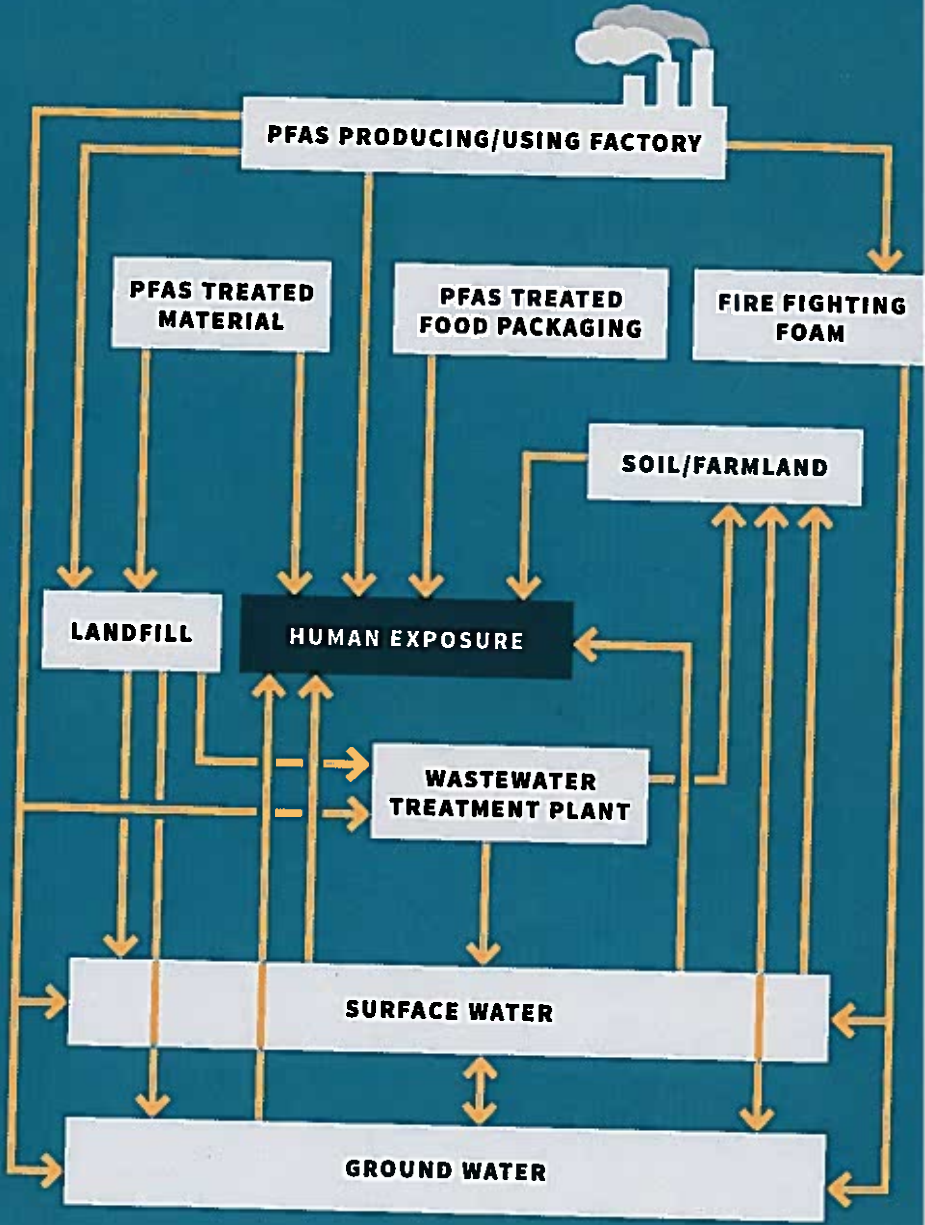 PFAS PRODUCING/USING FACTORY
PFAS TREATED
MATERIAL
PFAS TREATED
FOOD PACKAGING
FIRE FIGHTING
FOAM
SOIL/FARMLAND
LANDFILL
HUMAN EXPOSURE
WASTEWATER
TREATMENT PLANT
SURFACE WATER
GROUND WATER